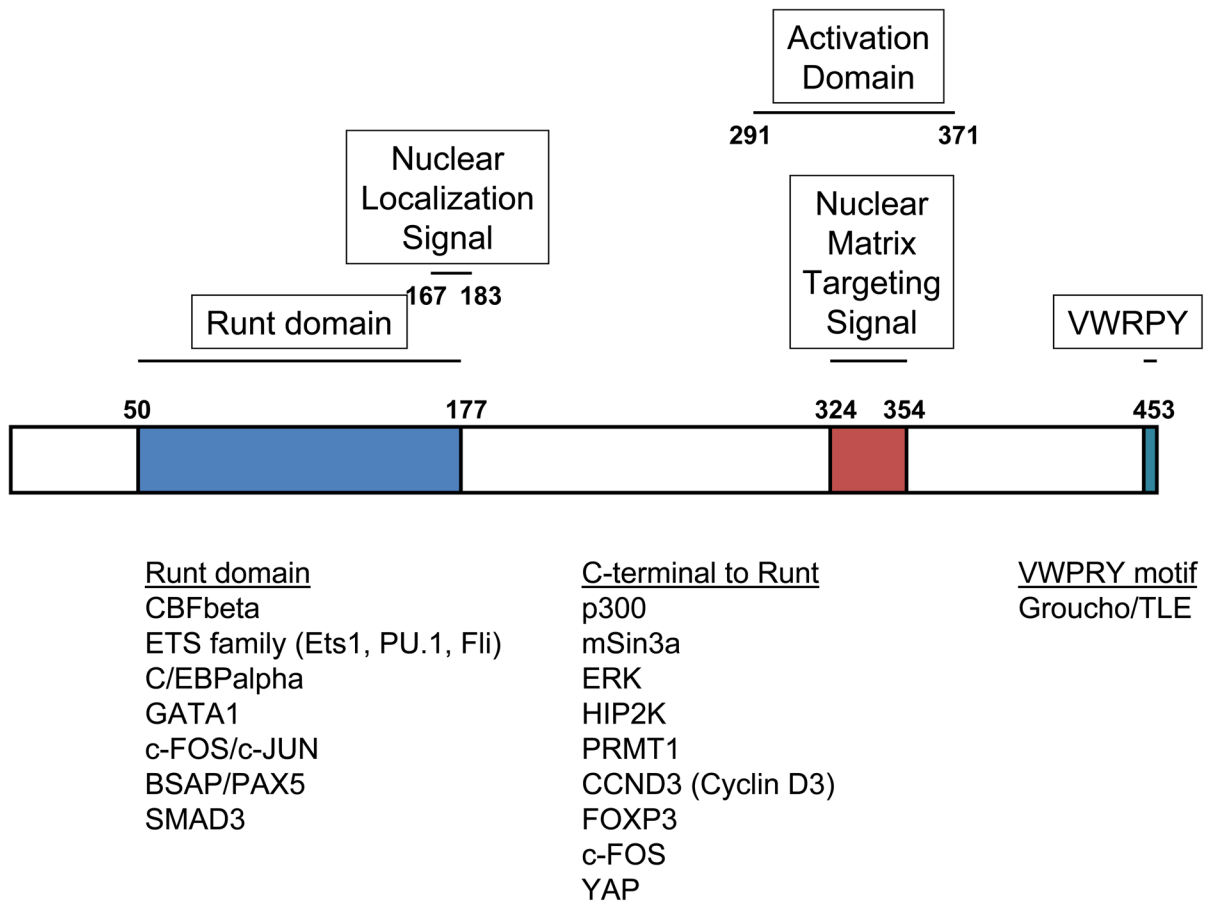 Activation
Domain
291 371
Nuclear
Localization
Signal
167 183
Nuclear
Matrix
Targeting
Signal
Runt domain
VWRPY
50 177 324 354 453
Runt domain
CBFbeta
ETS family (Ets1, PU.1, Fli)
C/EBPalpha
GATA1
c-FOS/c-JUN
BSAP/PAX5
SMAD3
C-terminal to Runt
p300
mSin3a
ERK
HIP2K
PRMT1
CCND3 (Cyclin D3)
FOXP3
c-FOS
YAP
VWPRY motif
Groucho/TLE